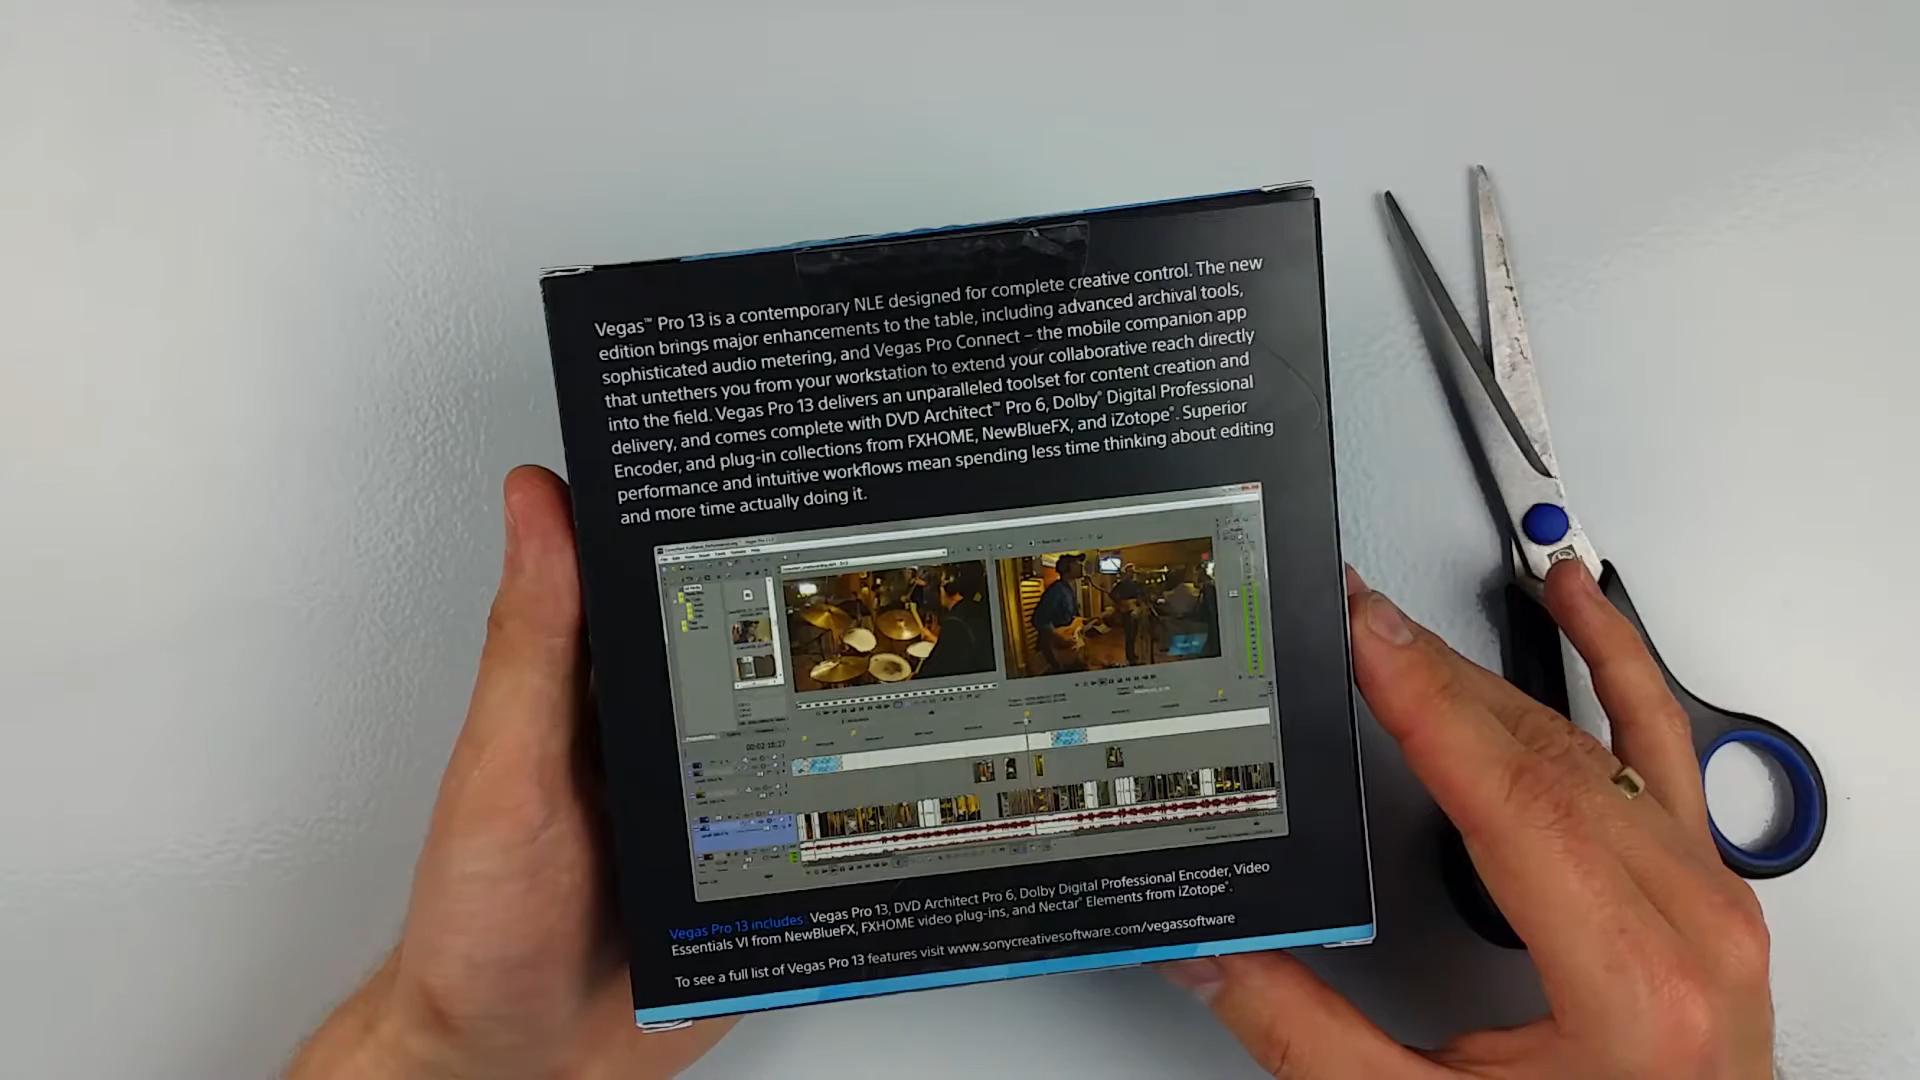 Vegas™ Pro 13 is a contemporary NLE designed for complete creative control. The new
edition brings major enhancements to the table, including advanced archival tools,
sophisticated audio metering, and Vegas Pro Connect – the mobile companion app
that untethers you from your workstation to extend your collaborative reach directly
into the field. Vegas Pro 13 delivers an unparalleled toolset for content creation and
delivery, and comes complete with DVD Architect™ Pro 6, Dolby® Digital Professional
Encoder, and plug-in collections from FXHOME, NewBlueFX, and iZotope®. Superior
performance and intuitive workflows mean spending less time thinking about editing
and more time actually doing it.
00:02:18;27
Vegas Pro 13 includes: Vegas Pro 13, DVD Architect Pro 6, Dolby Digital Professional Encoder, Video
Essentials VI from NewBlueFX, FXHOME video plug-ins, and Nectar® Elements from iZotope®.
To see a full list of Vegas Pro 13 features visit www.sonycreativesoftware.com/vegassoftware